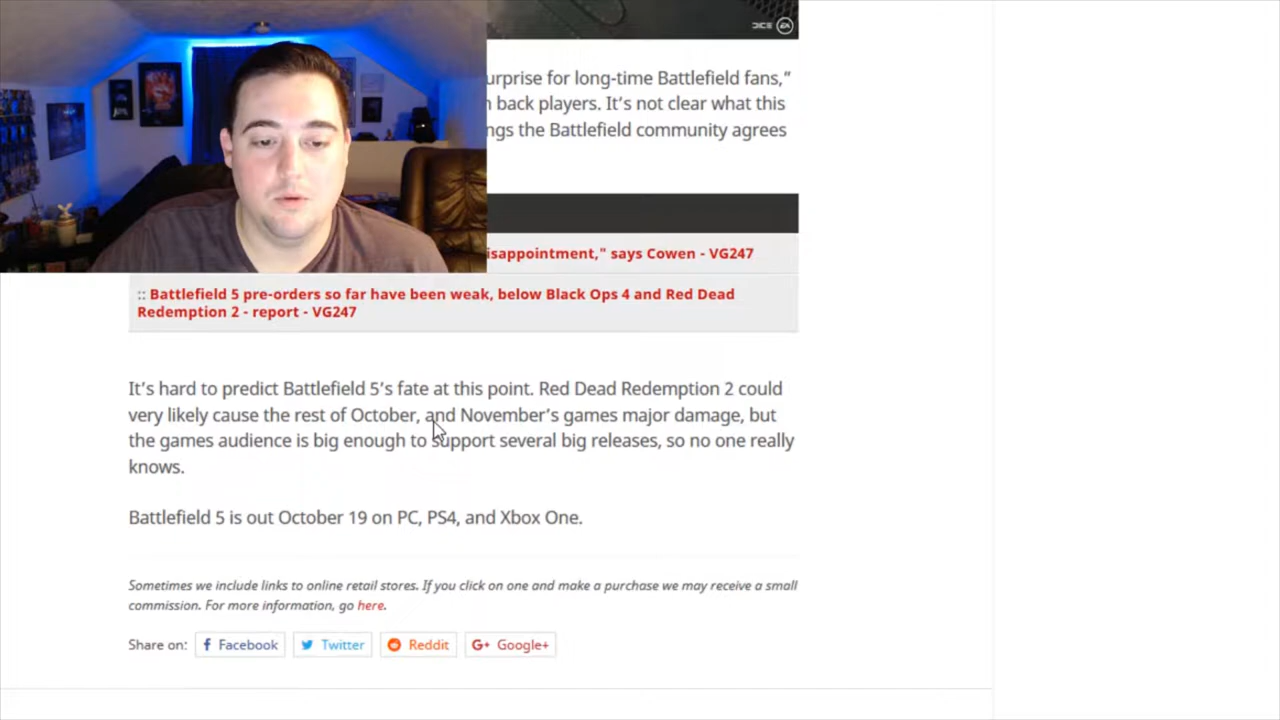 DICE EA
urprise for long-time Battlefield fans,"
back players. It's not clear what this
ngs the Battlefield community agrees
isappointment," says Cowen - VG247
:: Battlefield 5 pre-orders so far have been weak, below Black Ops 4 and Red Dead
Redemption 2 - report - VG247
It's hard to predict Battlefield 5's fate at this point. Red Dead Redemption 2 could
very likely cause the rest of October, and November's games major damage, but
the games audience is big enough to support several big releases, so no one really
knows.
Battlefield 5 is out October 19 on PC, PS4, and Xbox One.
Sometimes we include links to online retail stores. If you click on one and make a purchase we may receive a small
commission. For more information, go here.
Share on: Facebook Twitter Reddit G+ Google+